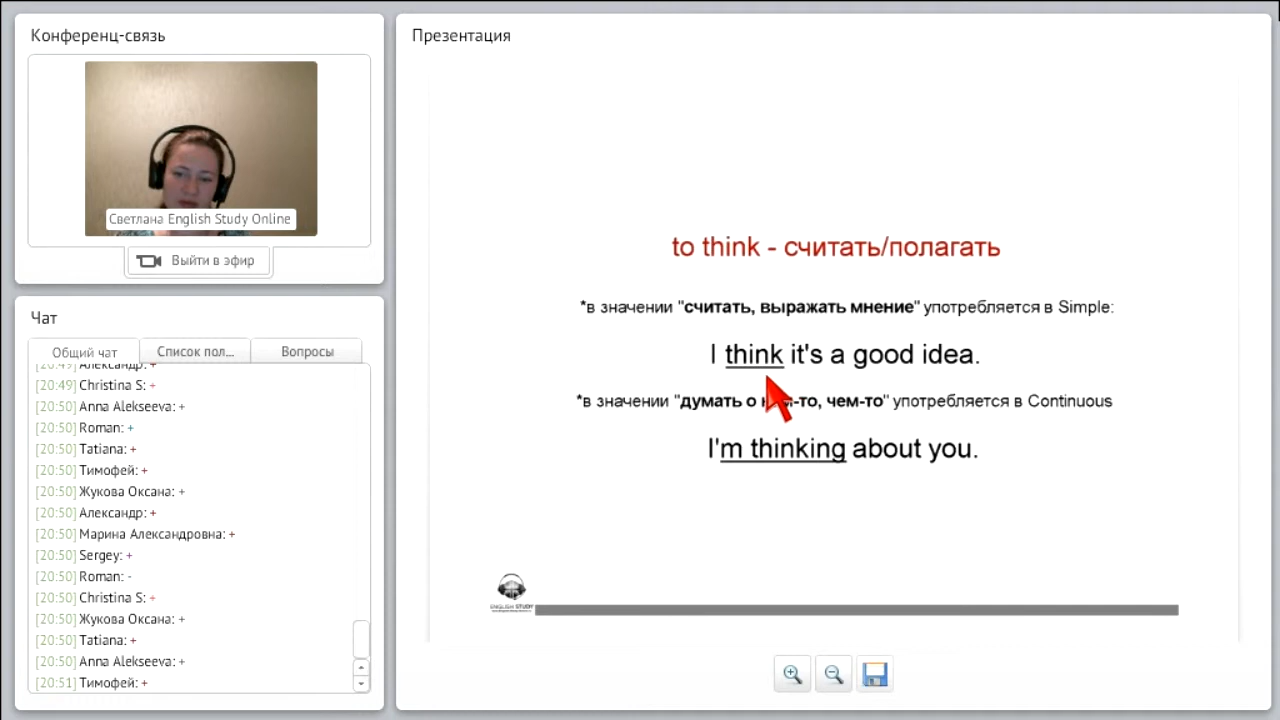 Конференц-связь
Светлана English Study Online
Выйти в эфир
Чат
Общий чат
Список пол...
Вопросы
[20:49] Александр: +
[20:49] Christina S: +
[20:50] Anna Alekseeva: +
[20:50] Roman: +
[20:50] Tatiana: +
[20:50] Тимофей: +
[20:50] Жукова Оксана: +
[20:50] Александр: +
[20:50] Марина Александровна: +
[20:50] Sergey: +
[20:50] Roman: -
[20:50] Christina S: +
[20:50] Жукова Оксана: +
[20:50] Tatiana: +
[20:50] Anna Alekseeva: +
[20:51] Тимофей: +
Презентация
to think - считать/полагать
*в значении "считать, выражать мнение" употребляется в Simple:
I think it's a good idea.
*в значении "думать о -то, чем-то" употребляется в Continuous
I'm thinking about you.
ENGLISH STUDY